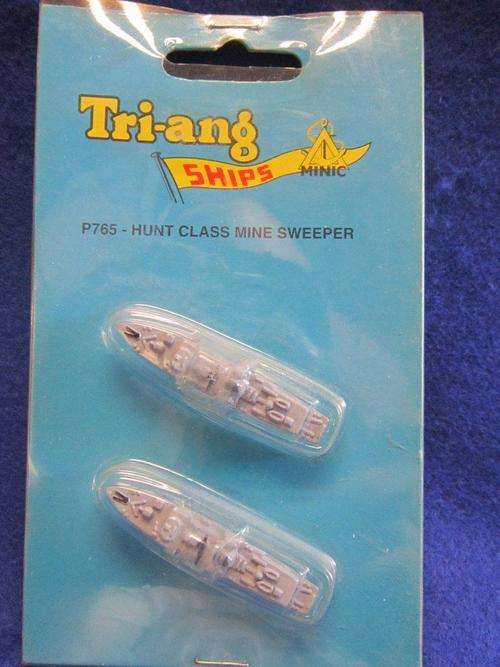 Tri-ang
SHIPS
MINIC
P765 - HUNT CLASS MINE SWEEPER